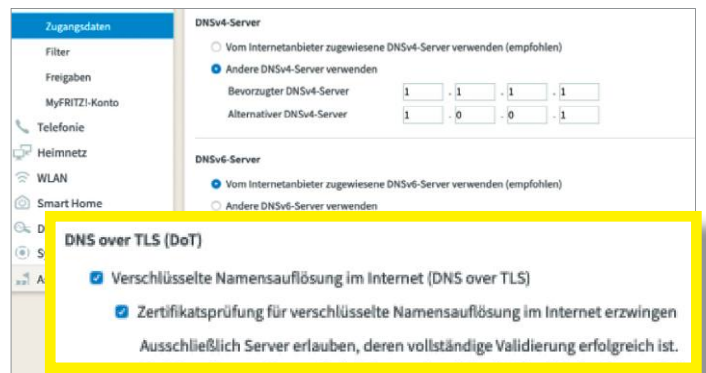 Zugangsdaten
Filter
Freigaben
MyFRITZ!-Konto
Telefonie
Heimnetz
WLAN
Smart Home
DNSv4-Server
Vom Internetanbieter zugewiesene DNSv4-Server verwenden (empfohlen)
Andere DNSv4-Server verwenden
Bevorzugter DNSv4-Server 1 . 1 . 1 . 1
Alternativer DNSv4-Server 1 . 0 . 0 . 1
DNSv6-Server
Vom Internetanbieter zugewiesene DNSv6-Server verwenden (empfohlen)
Andere DNSv6-Server verwenden
DNS over TLS (DoT)
Verschlüsselte Namensauflösung im Internet (DNS over TLS)
Zertifikatsprüfung für verschlüsselte Namensauflösung im Internet erzwingen
Ausschließlich Server erlauben, deren vollständige Validierung erfolgreich ist.